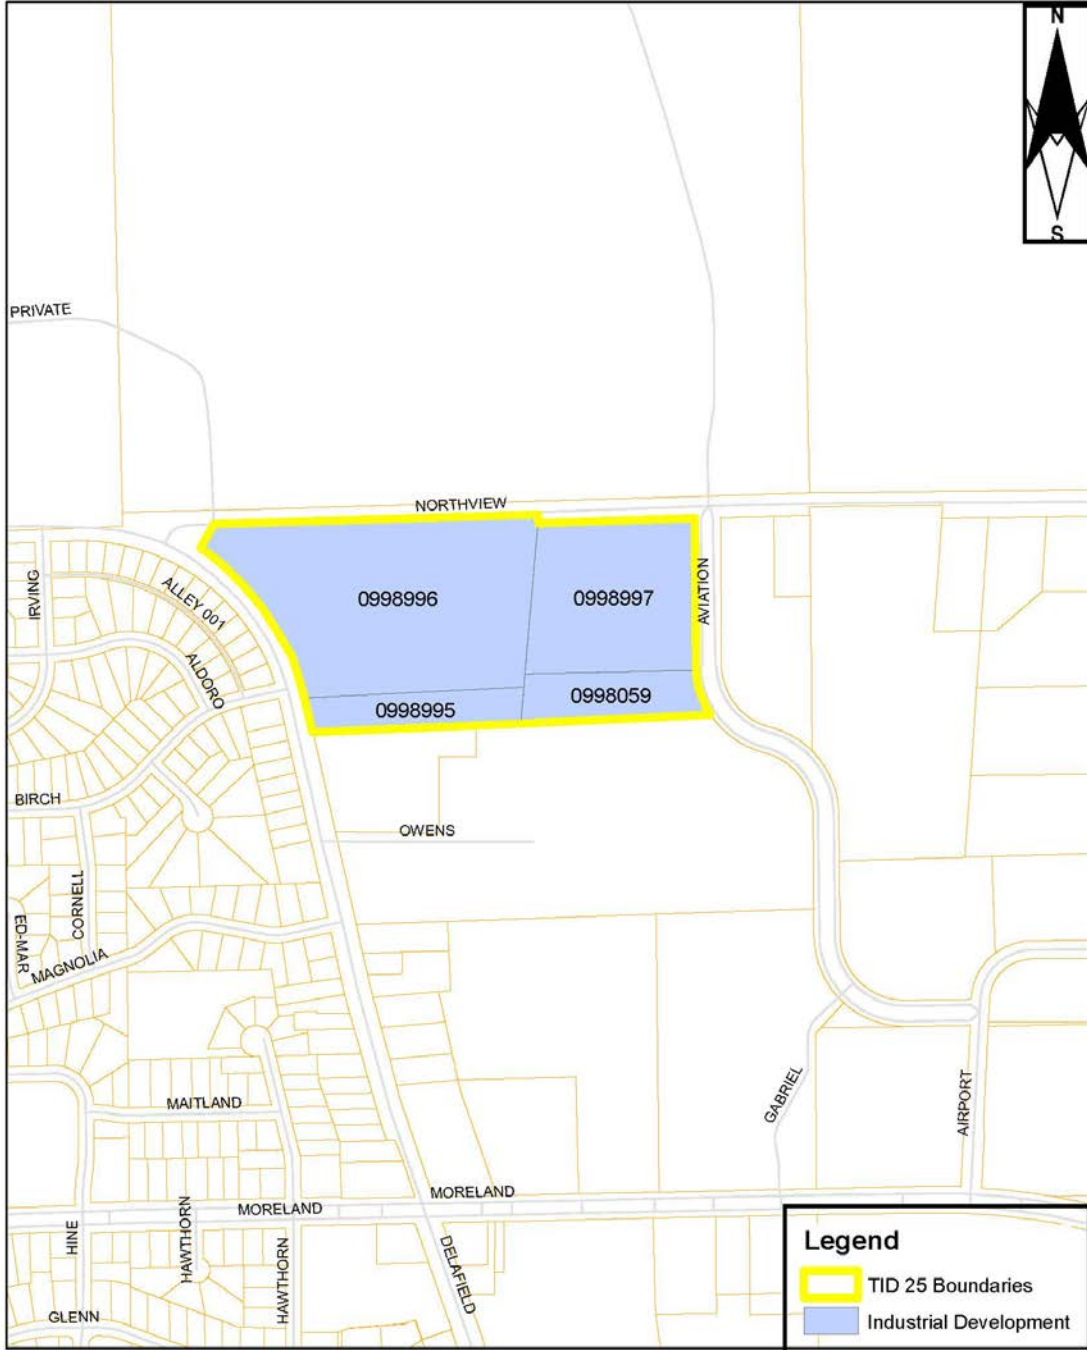 N
S
PRIVATE
NORTHVIEW
IRVING
ALLEY 001
0998996
0998997
AVIATION
ALDORO
0998995
0998059
BIRCH
OWENS
CORNELL
ED-MAR
MAGNOLIA
MAITLAND
GABRIEL
AIRPORT
MORELAND
MORELAND
HINE
HAWTHORN
HAWTHORN
DELAFIELD
GLENN
Legend
TID 25 Boundaries
Industrial Development